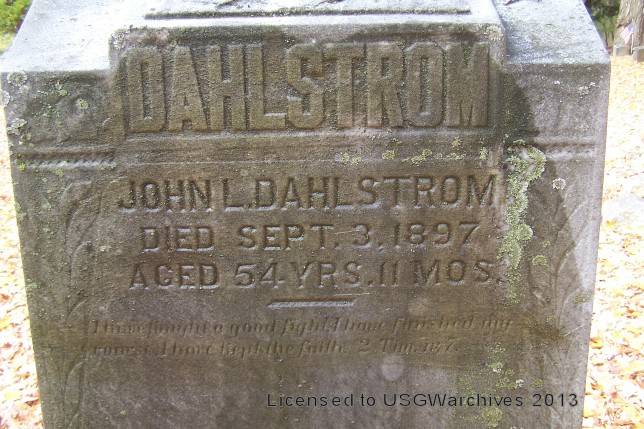 DAHLSTROM
JOHN L. DAHLSTROM
DIED SEPT. 3, 1897
AGED 54 YRS. 11 MOS.
I have fought a good fight, I have finished my
course, I have kept the faith. 2 Tim.
Licensed to USGWarchives 2013